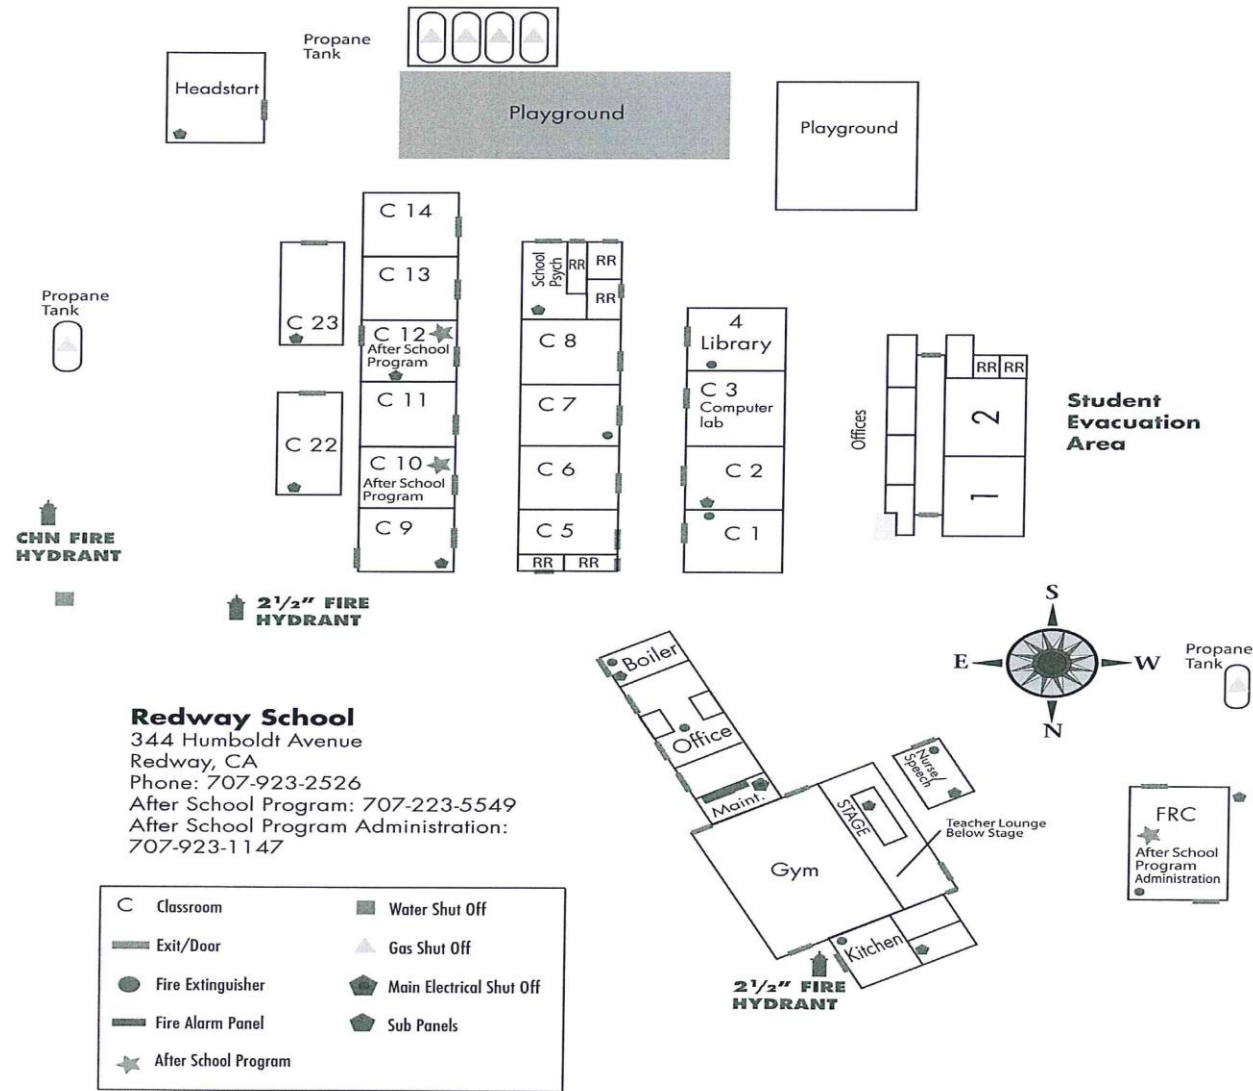 Propane
Tank
Headstart
Playground
Playground
C 14
C 13
C 23
C 12
After School
Program
C 11
C 22
C 10
After School
Program
C 9
School
Psych
RR
RR
RR
C 8
C 7
C 6
C 5
RR
RR
4
Library
C 3
Computer
lab
C 2
C 1
Offices
RR
RR
2
1
Student
Evacuation
Area
Propane
Tank
CHN FIRE
HYDRANT
2 1/2" FIRE
HYDRANT
S
E
W
N
Propane
Tank
Boiler
Office
Maint.
Gym
STAGE
Nurse/
Speech
Teacher Lounge
Below Stage
Kitchen
2 1/2" FIRE
HYDRANT
FRC
After School
Program
Administration
Redway School
344 Humboldt Avenue
Redway, CA
Phone: 707-923-2526
After School Program: 707-223-5549
After School Program Administration:
707-923-1147
C Classroom
Exit/Door
Fire Extinguisher
Fire Alarm Panel
After School Program
Water Shut Off
Gas Shut Off
Main Electrical Shut Off
Sub Panels